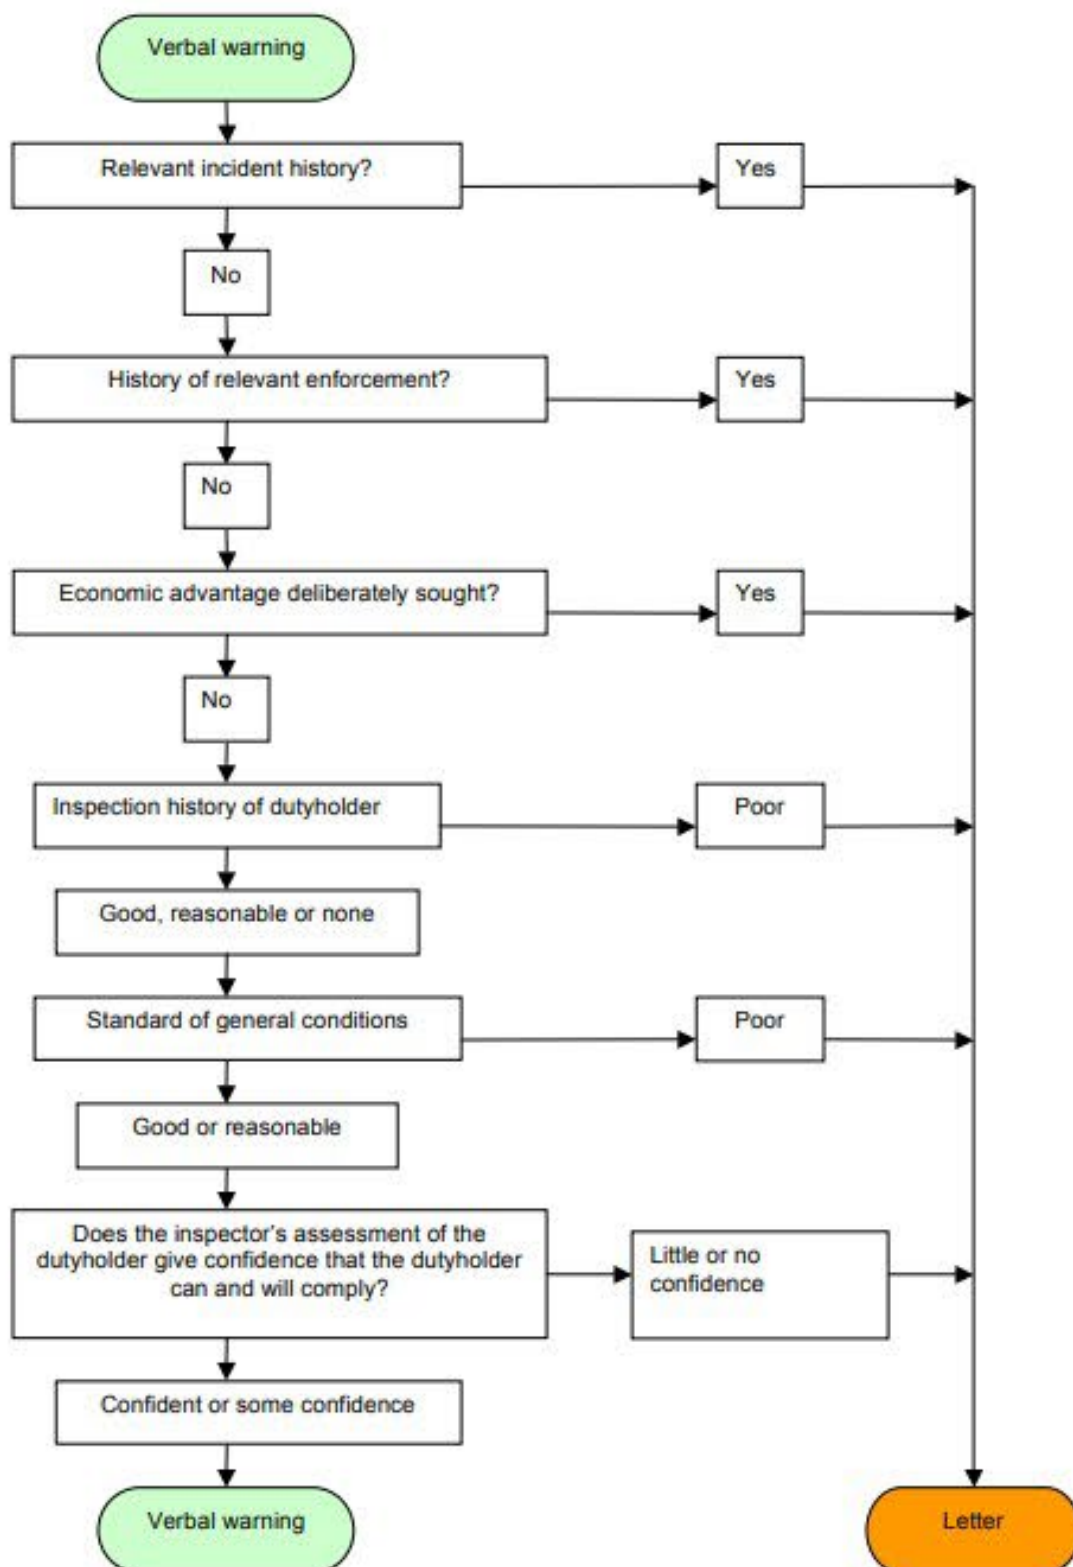 Verbal warning
Relevant incident history?
Yes
No
History of relevant enforcement?
Yes
No
Economic advantage deliberately sought?
Yes
No
Inspection history of dutyholder
Poor
Good, reasonable or none
Standard of general conditions
Poor
Good or reasonable
Does the inspector's assessment of the
dutyholder give confidence that the dutyholder
can and will comply?
Little or no
confidence
Confident or some confidence
Verbal warning
Letter